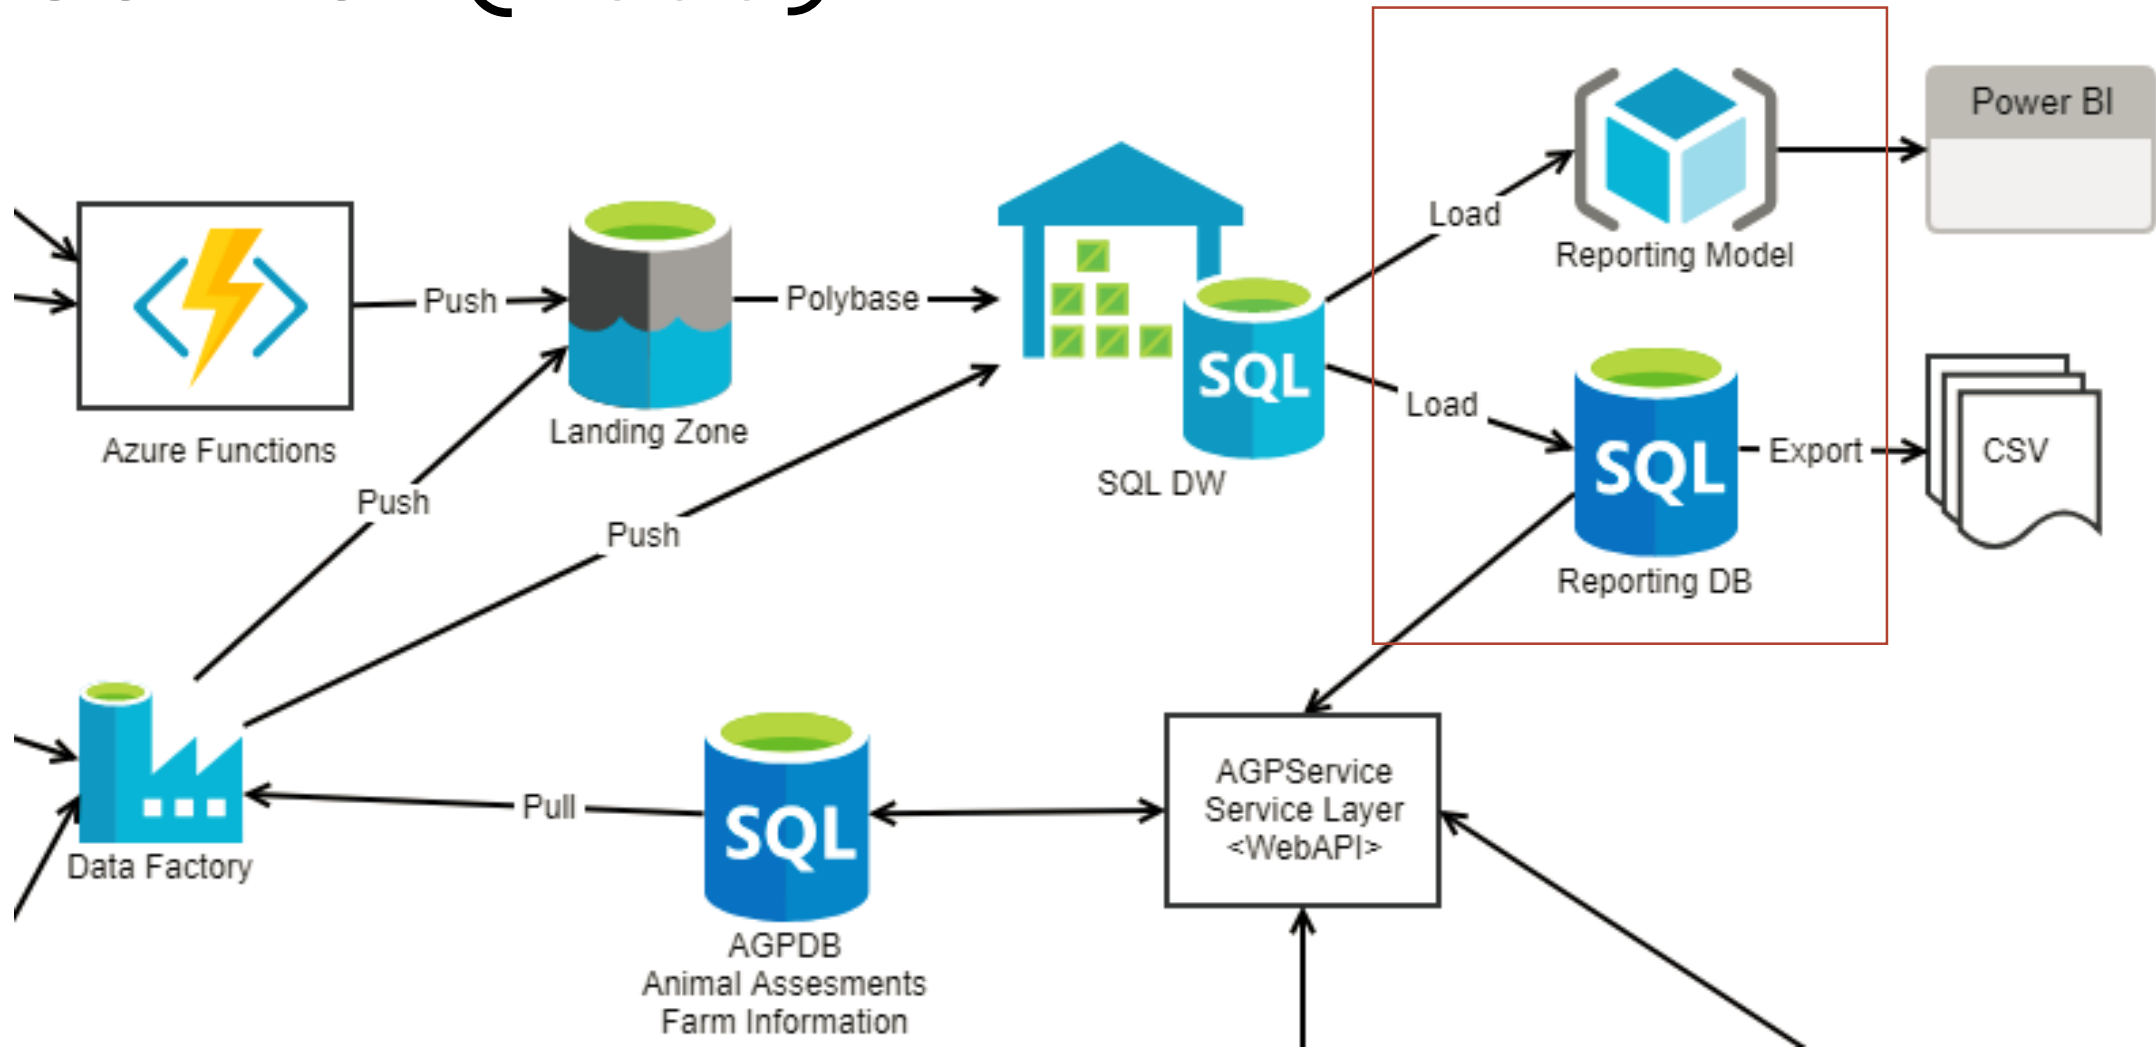 Power BI
Load
Reporting Model
Push
Polybase
Azure Functions
Landing Zone
SQL
SQL DW
Load
SQL
Export
CSV
Reporting DB
Push
Push
Data Factory
Pull
SQL
AGPDB
Animal Assesments
Farm Information
AGPService
Service Layer
<WebAPI>